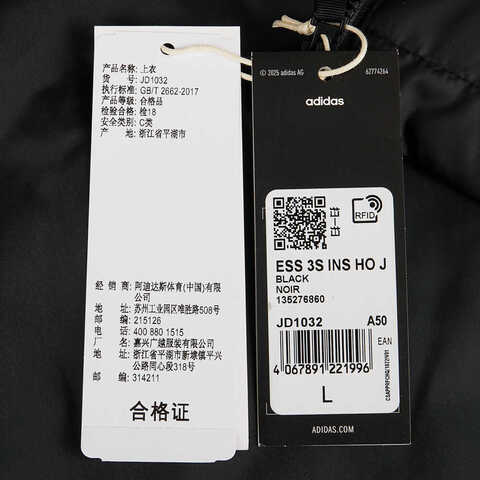 产品名称: 上衣
货 号: JD1032
执行标准: GB/T 2662-2017
产品等级: 合格品
检验合格: 检18
安全类别: C类
产 地: 浙江省平湖市
经 销 商: 阿迪达斯体育(中国)有限公司
地 址: 苏州工业园区唯亭路508号
邮 编: 215126
电 话: 400 880 1515
厂 名: 嘉兴广越服装有限公司
地 址: 浙江省平湖市新埭镇平兴公路同心段318号
邮 编: 314211
合格证
© 2025 adidas AG
62774264
adidas
RFID
ESS 3S INS HO J
BLACK
NOIR
135276860
JD1032 A50
EAN
4 067891 221996
L
ADIDAS.COM